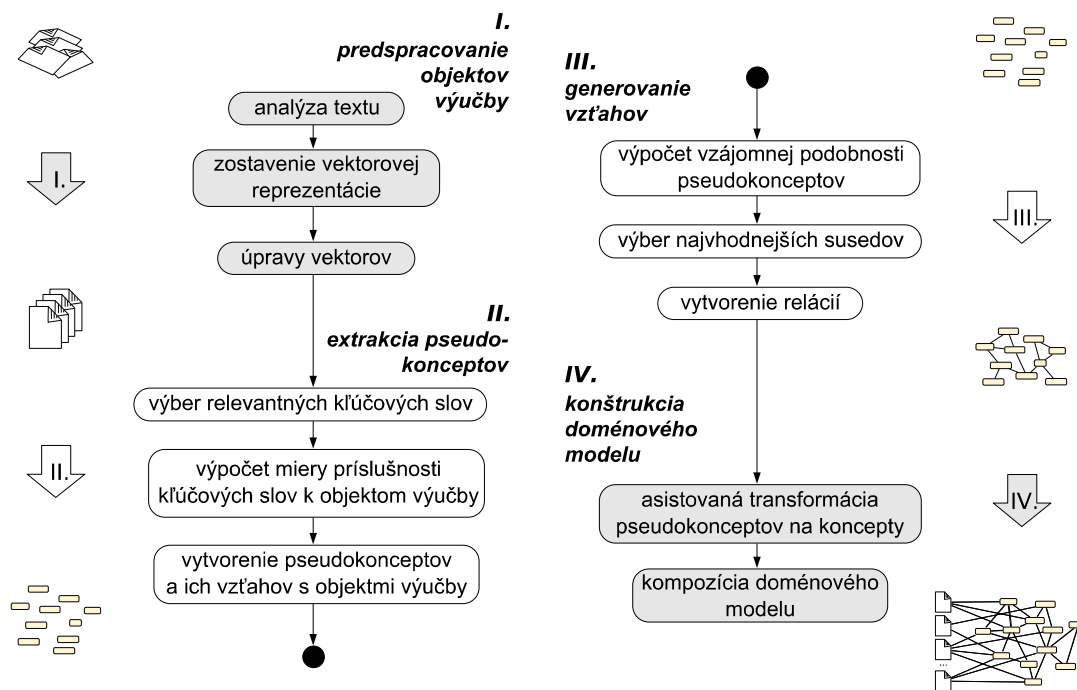 I.
predspracovanie
objektov
výučby
analýza textu
zostavenie vektorovej
reprezentácie
úpravy vektorov
II.
extrakcia pseudo-
konceptov
výber relevantných kľúčových slov
výpočet miery príslušnosti
kľúčových slov k objektom výučby
vytvorenie pseudokonceptov
a ich vzťahov s objektmi výučby
I.
II.
III.
generovanie
vzťahov
výpočet vzájomnej podobnosti
pseudokonceptov
výber najvhodnejších susedov
vytvorenie relácií
IV.
konštrukcia
doménového
modelu
asistovaná transformácia
pseudokonceptov na koncepty
kompozícia doménového
modelu
III.
IV.
...